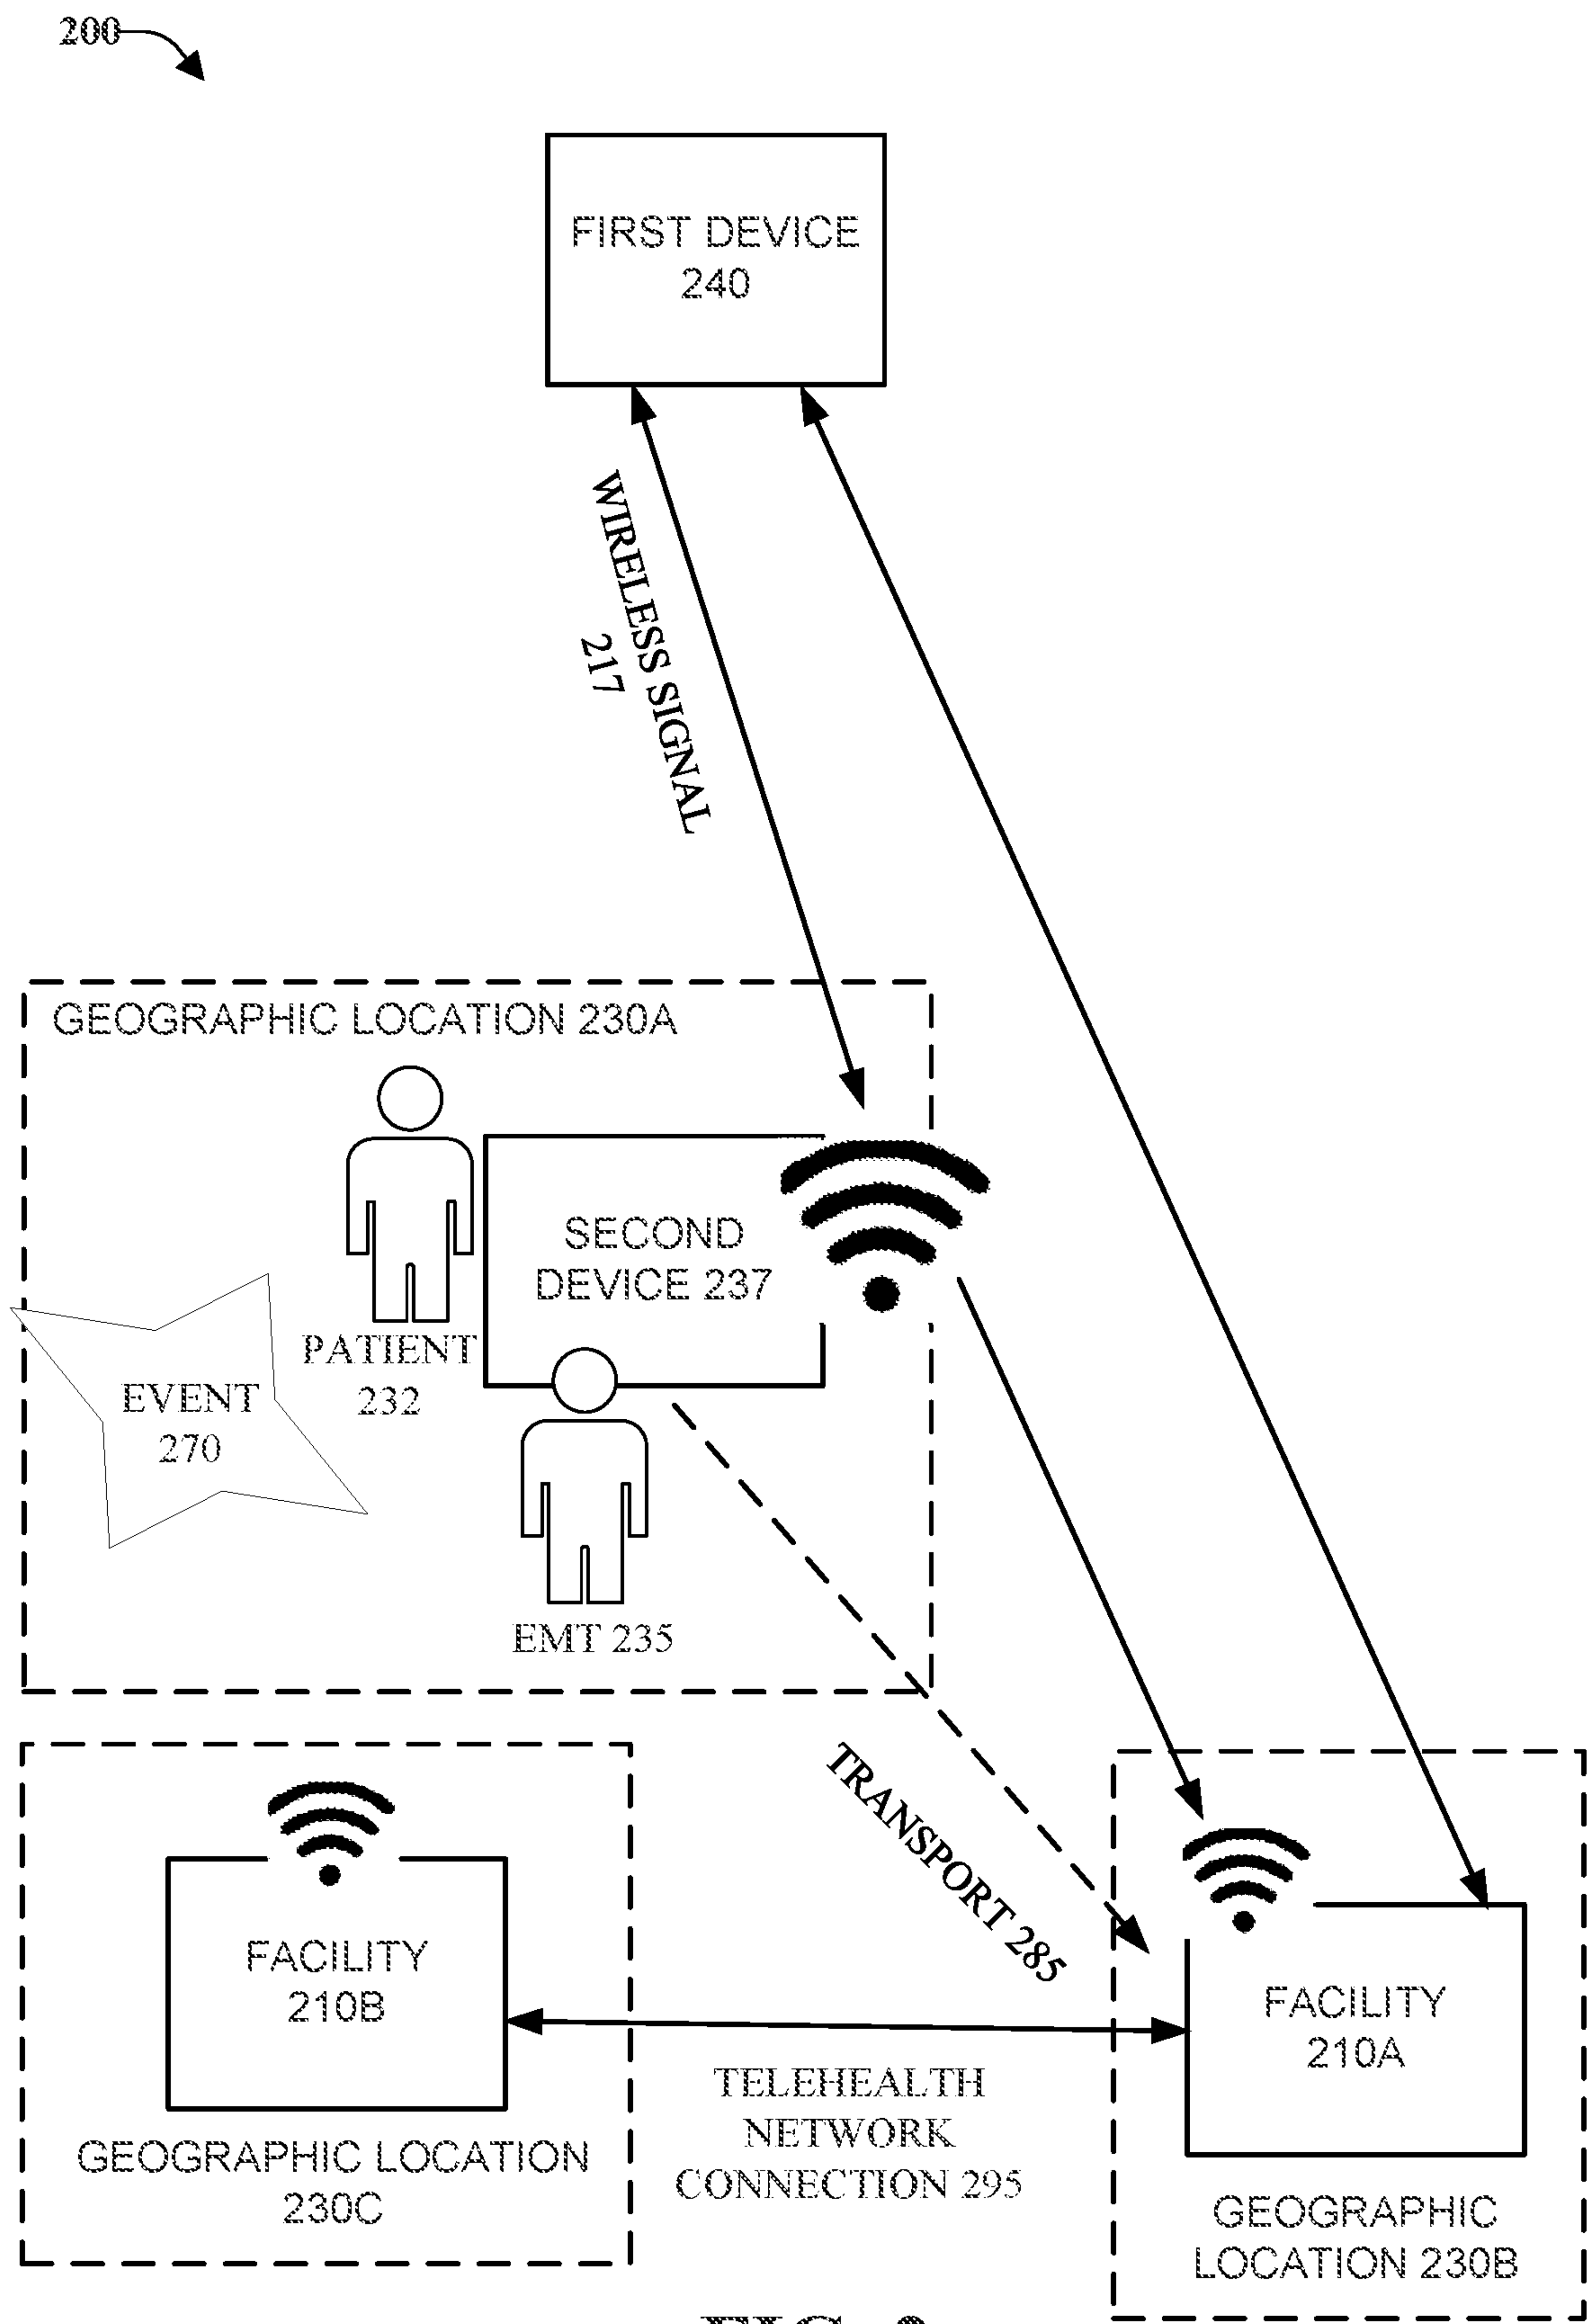 200
FIRST DEVICE
240
WIRELESS SIGNAL
217
GEOGRAPHIC LOCATION 230A
SECOND
DEVICE 237
PATIENT
232
EVENT
270
EMT 235
TRANSPORT 285
FACILITY
210B
GEOGRAPHIC LOCATION
230C
TELEHEALTH
NETWORK
CONNECTION 295
FACILITY
210A
GEOGRAPHIC
LOCATION 230B